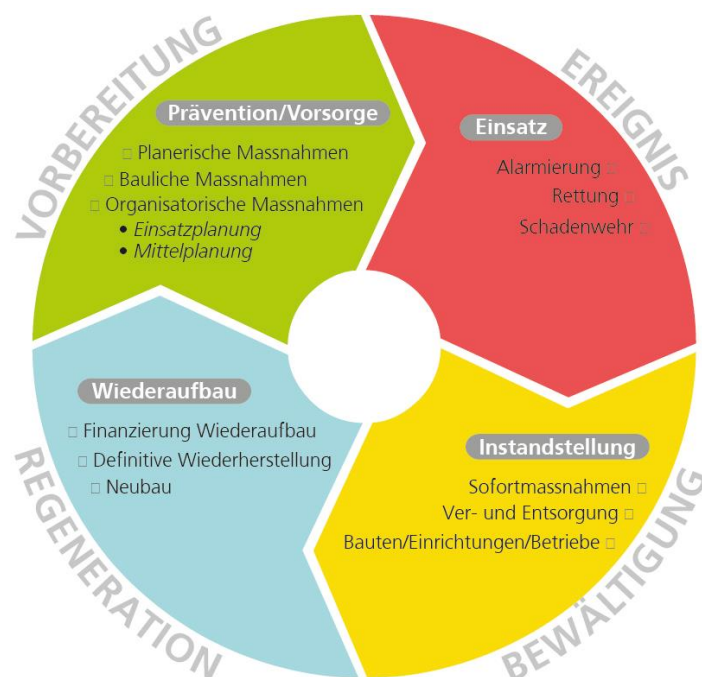 VORBEREITUNG
Prävention/Vorsorge
Planerische Massnahmen
Bauliche Massnahmen
Organisatorische Massnahmen
• Einsatzplanung
• Mittelplanung
EREIGNIS
Einsatz
Alarmierung
Rettung
Schadenwehr
Wiederaufbau
Finanzierung Wiederaufbau
Definitive Wiederherstellung
Neubau
REGENERATION
Instandstellung
Sofortmassnahmen
Ver- und Entsorgung
Bauten/Einrichtungen/Betriebe
BEWÄLTIGUNG